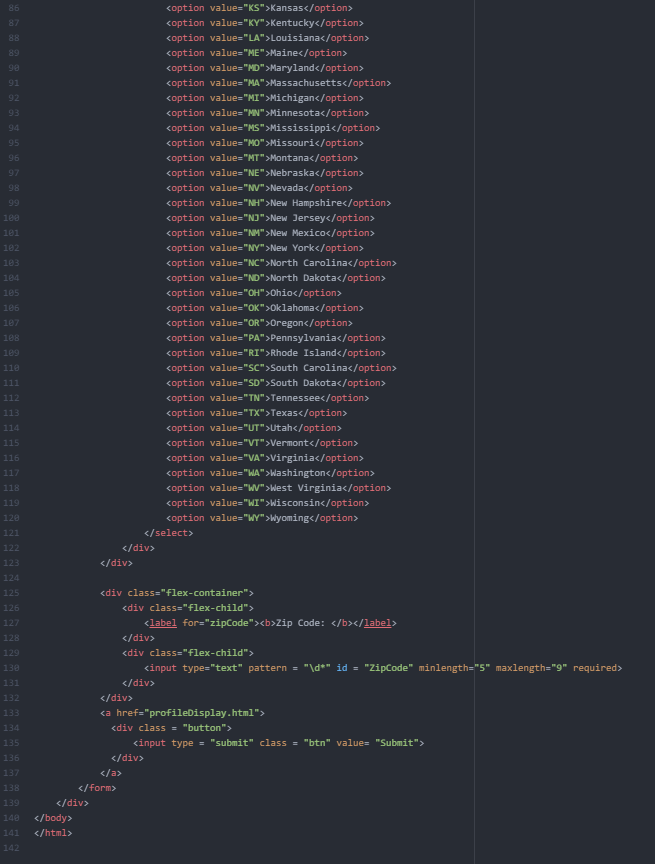 86 <option value="KS">Kansas</option>
87 <option value="KY">Kentucky</option>
88 <option value="LA">Louisiana</option>
89 <option value="ME">Maine</option>
90 <option value="MD">Maryland</option>
91 <option value="MA">Massachusetts</option>
92 <option value="MI">Michigan</option>
93 <option value="MN">Minnesota</option>
94 <option value="MS">Mississippi</option>
95 <option value="MO">Missouri</option>
96 <option value="MT">Montana</option>
97 <option value="NE">Nebraska</option>
98 <option value="NV">Nevada</option>
99 <option value="NH">New Hampshire</option>
100 <option value="NJ">New Jersey</option>
101 <option value="NM">New Mexico</option>
102 <option value="NY">New York</option>
103 <option value="NC">North Carolina</option>
104 <option value="ND">North Dakota</option>
105 <option value="OH">Ohio</option>
106 <option value="OK">Oklahoma</option>
107 <option value="OR">Oregon</option>
108 <option value="PA">Pennsylvania</option>
109 <option value="RI">Rhode Island</option>
110 <option value="SC">South Carolina</option>
111 <option value="SD">South Dakota</option>
112 <option value="TN">Tennessee</option>
113 <option value="TX">Texas</option>
114 <option value="UT">Utah</option>
115 <option value="VT">Vermont</option>
116 <option value="VA">Virginia</option>
117 <option value="WA">Washington</option>
118 <option value="WV">West Virginia</option>
119 <option value="WI">Wisconsin</option>
120 <option value="WY">Wyoming</option>
121 </select>
122 </div>
123 </div>
124
125 <div class="flex-container">
126 <div class="flex-child">
127 <label for="zipCode"><b>Zip Code: </b></label>
128 </div>
129 <div class="flex-child">
130 <input type="text" pattern = "\d*" id = "ZipCode" minlength="5" maxlength="9" required>
131 </div>
132 </div>
133 <a href="profileDisplay.html">
134 <div class = "button">
135 <input type = "submit" class = "btn" value= "Submit">
136 </div>
137 </a>
138 </form>
139 </div>
140 </body>
141 </html>
142